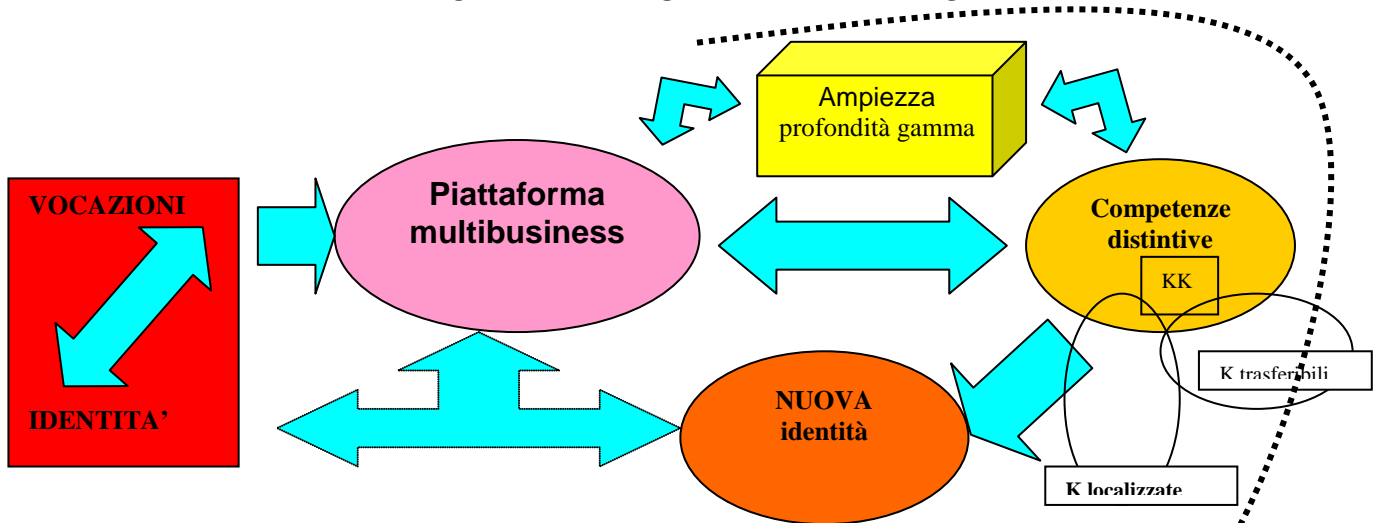 Ampiezza
profondità gamma
VOCAZIONI
Piattaforma
multibusiness
Competenze
distintive
KK
K trasferibili
IDENTITA’
NUOVA
identità
K localizzate